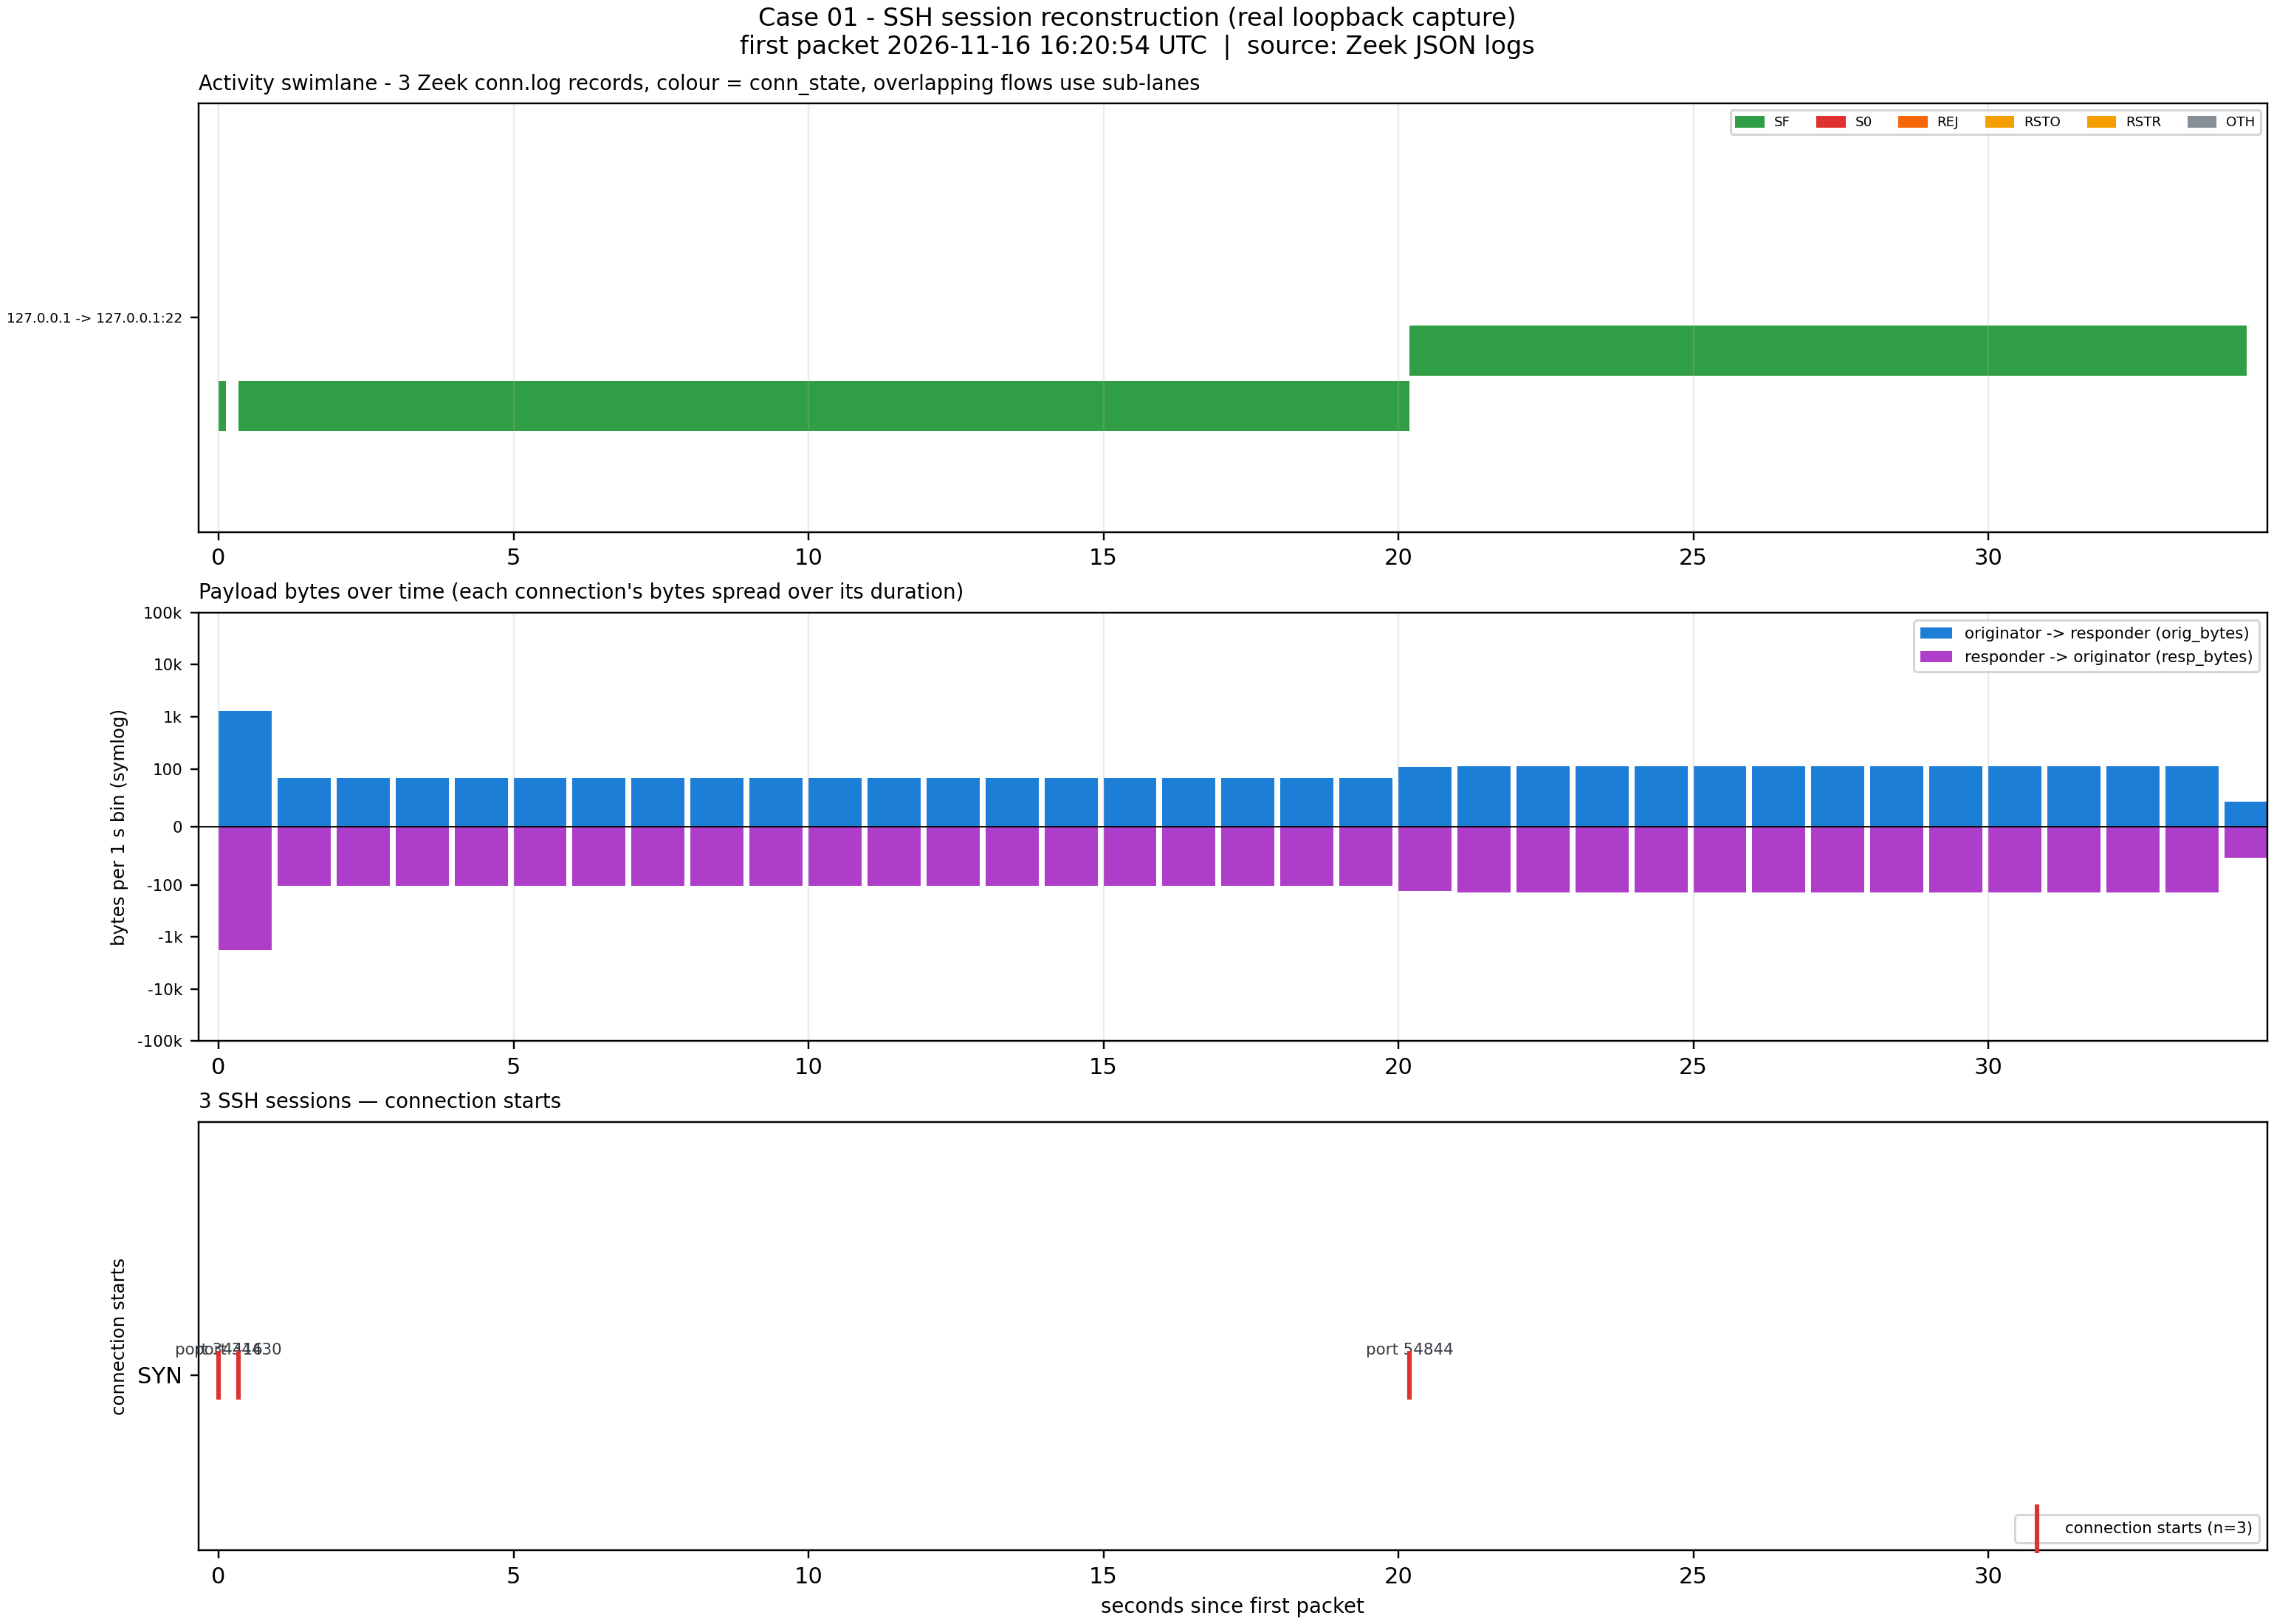 Case 01 - SSH session reconstruction (real loopback capture)
first packet 2026-11-16 16:20:54 UTC | source: Zeek JSON logs
Activity swimlane - 3 Zeek conn.log records, colour = conn_state, overlapping flows use sub-lanes
SF S0 REJ RSTO RSTR OTH
127.0.0.1 -> 127.0.0.1:22
0 5 10 15 20 25 30
Payload bytes over time (each connection's bytes spread over its duration)
originator -> responder (orig_bytes)
responder -> originator (resp_bytes)
bytes per 1 s bin (symlog)
100k
10k
1k
100
0
-100
-1k
-10k
-100k
0 5 10 15 20 25 30
3 SSH sessions — connection starts
connection starts
SYN
port 54844
connection starts (n=3)
0 5 10 15 20 25 30
seconds since first packet